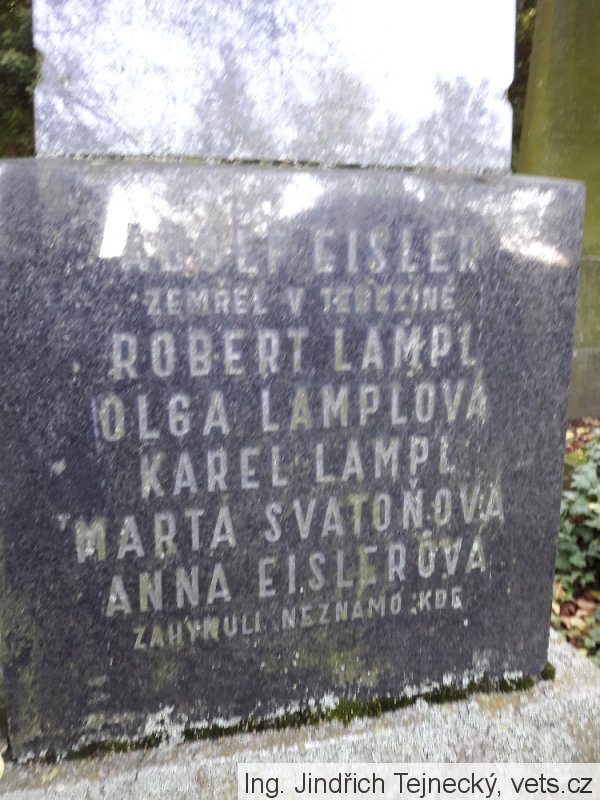 ADOLF EISLER
ZEMŘEL V TEREZÍNĚ
ROBERT LAMPL
OLGA LAMPLOVÁ
KAREL LAMPL
MARTA SVATOŇOVÁ
ANNA EISLEROVÁ
ZAHYNULI NEZNÁMO KDE
Ing. Jindřich Tejnecký, vets.cz